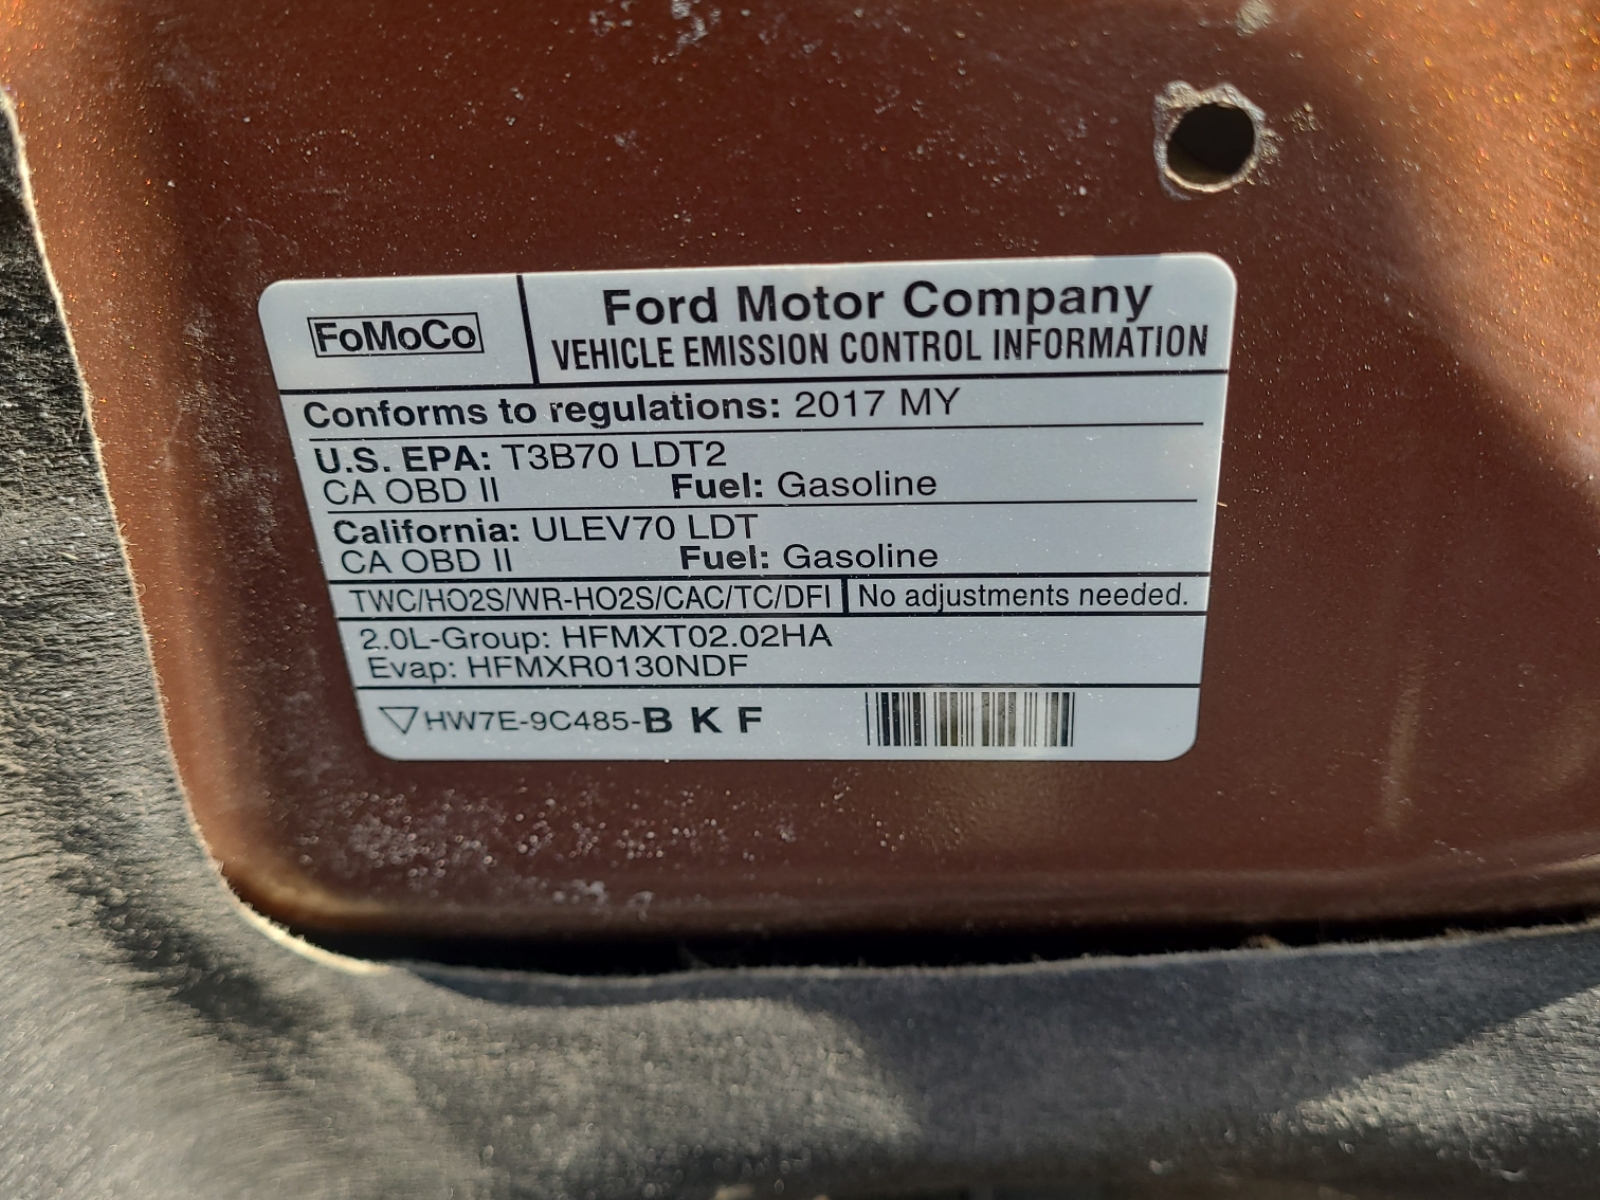 FoMoCo
Ford Motor Company
VEHICLE EMISSION CONTROL INFORMATION
Conforms to regulations: 2017 MY
U.S. EPA: T3B70 LDT2
CA OBD II Fuel: Gasoline
California: ULEV70 LDT
CA OBD II Fuel: Gasoline
TWC/HO2S/WR-HO2S/CAC/TC/DFI No adjustments needed.
2.0L-Group: HFMXT02.02HA
Evap: HFMXR0130NDF
▽HW7E-9C485-B K F